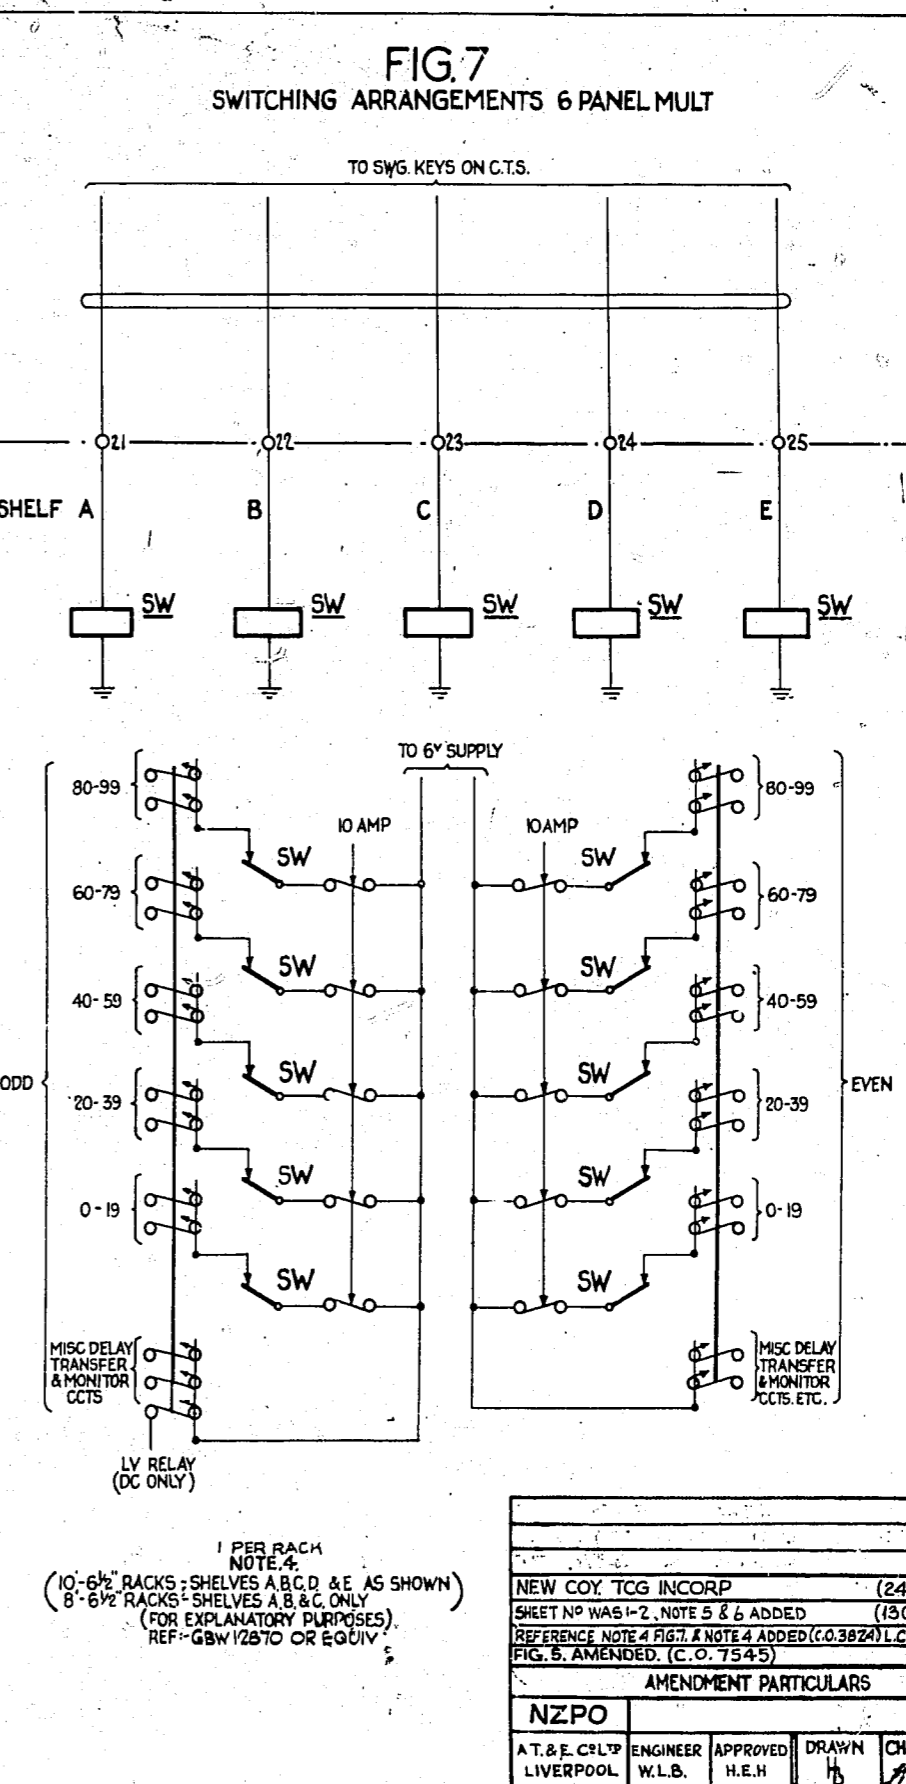 FIG.7
SWITCHING ARRANGEMENTS 6 PANEL MULT
TO SWG. KEYS ON C.T.S.
21 22 23 24 25
SHELF A B C D E
SW SW SW SW SW
TO 6V SUPPLY
80-99
10 AMP
10 AMP
80-99
SW
SW
60-79
60-79
SW
SW
40-59
40-59
ODD
SW
SW
EVEN
20-39
20-39
SW
SW
0-19
0-19
SW
SW
MISC DELAY
TRANSFER
& MONITOR
CCTS
MISC DELAY
TRANSFER
& MONITOR
CCTS. ETC.
LV RELAY
(DC ONLY)
1 PER RACK
NOTE.4.
(10'-6½" RACKS:- SHELVES A,B,C,D & E AS SHOWN)
8'-6½" RACKS:- SHELVES A,B,& C, ONLY
(FOR EXPLANATORY PURPOSES)
REF:-GBW12870 OR EQUIV
NEW COY. TCG INCORP (24
SHEET Nº WAS 1-2, NOTE 5 & 6 ADDED (130
REFERENCE NOTE 4 FIG.7. & NOTE 4 ADDED (C.O.3824) L.C
FIG. 5. AMENDED. (C.O. 7545)
AMENDMENT PARTICULARS
NZPO
A.T.& E. Cº LTD
LIVERPOOL
ENGINEER
W.L.B.
APPROVED
H.E.H
DRAWN
CH